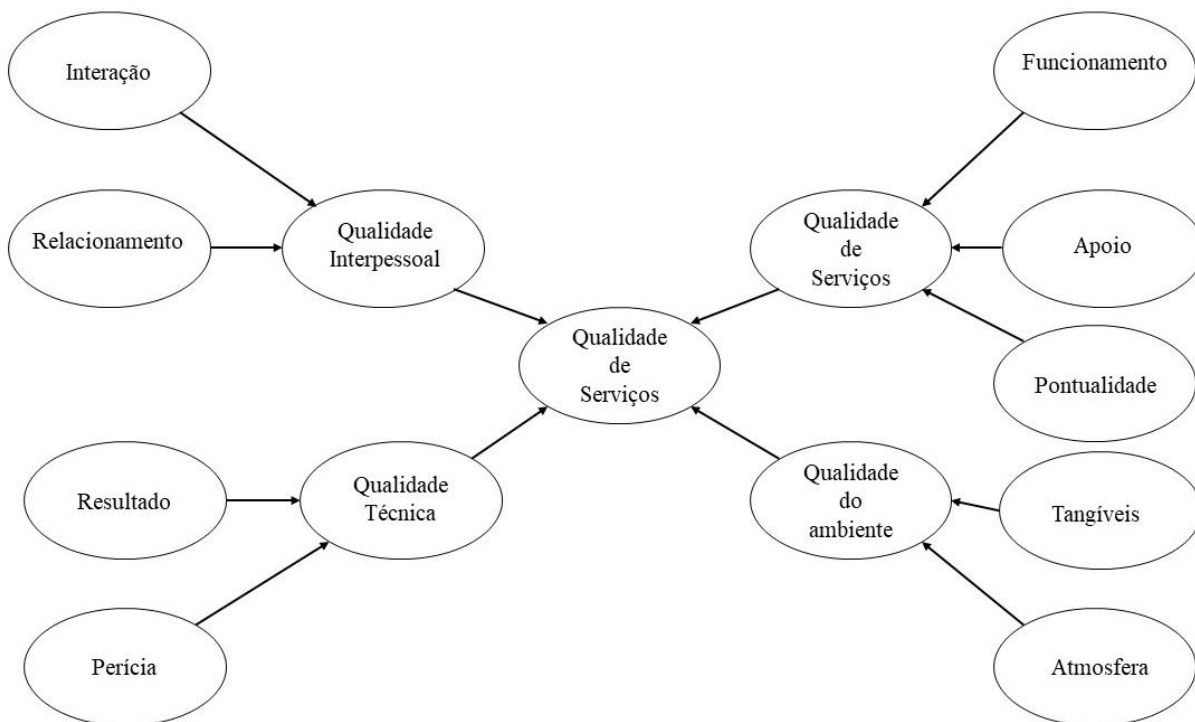 Interação
Funcionamento
Relacionamento
Qualidade
Interpessoal
Qualidade
de
Serviços
Apoio
Qualidade
de
Serviços
Pontualidade
Resultado
Qualidade
Técnica
Qualidade
do
ambiente
Tangíveis
Perícia
Atmosfera